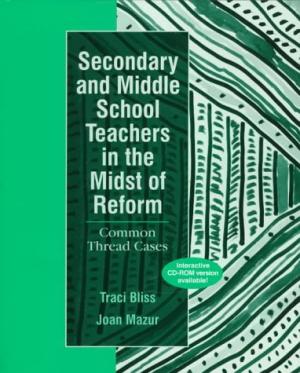 Secondary
and Middle
School
Teachers
in the
Midst of
Reform
Common
Thread Cases
Interactive
CD-ROM version
available!
Traci Bliss
Joan Mazur